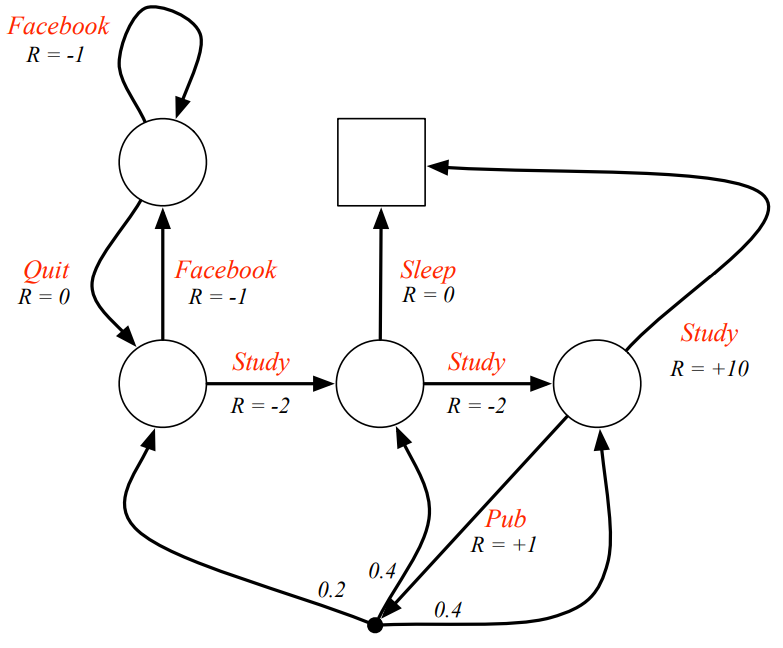 Facebook
R = -1
Quit
R = 0
Facebook
R = -1
Sleep
R = 0
Study
R = +10
Study
R = -2
Study
R = -2
Pub
R = +1
0.2
0.4
0.4